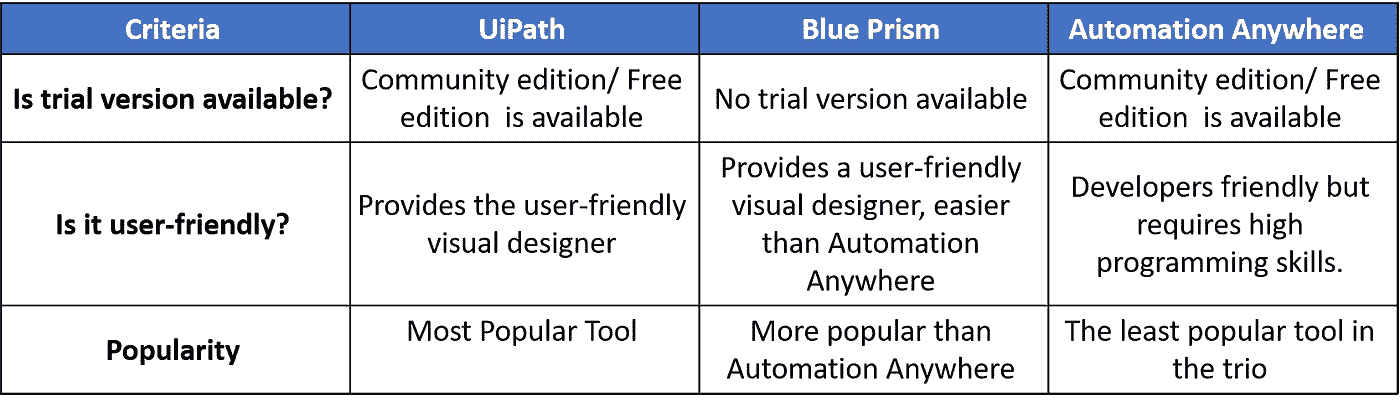 Criteria UiPath Blue Prism Automation Anywhere
Is trial version available?
Community edition/ Free
edition is available
No trial version available
Community edition/ Free
edition is available
Is it user-friendly?
Provides the user-friendly
visual designer
Provides a user-friendly
visual designer, easier
than Automation
Anywhere
Developers friendly but
requires high
programming skills.
Popularity
Most Popular Tool
More popular than
Automation Anywhere
The least popular tool in
the trio